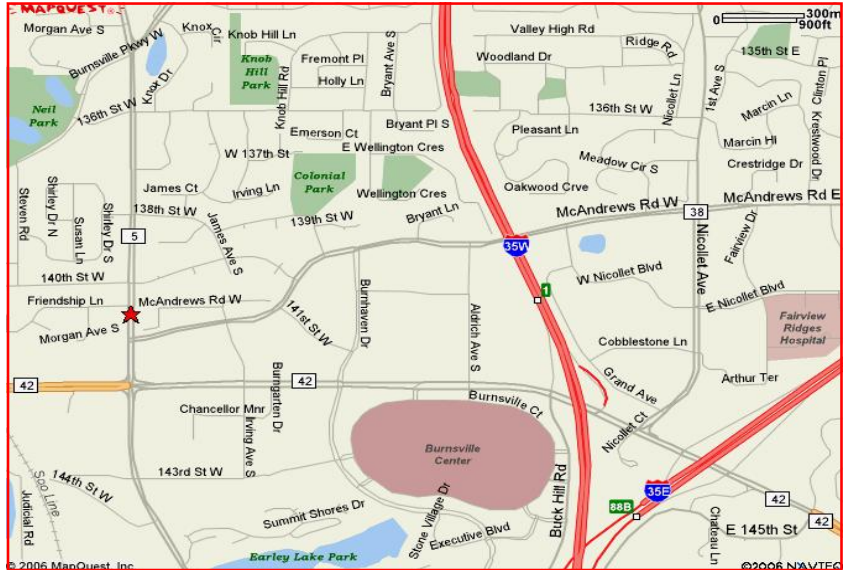 MAPQUEST
300m
900ft
Morgan Ave S
Knox Cir
Knob Hill Ln
Valley High Rd
Ridge Rd
135th St E
Burnsville Pkwy W
Knox Dr
Knob Hill Park
Knob Hill Rd
Fremont Pl
Holly Ln
Bryant Ave S
Woodland Dr
Nicollet Ln
1st Ave S
Clinton Pl
Neil Park
136th St W
136th St W
Marcin Ln
Krestwood Dr
Emerson Ct
Bryant Pl S
Pleasant Ln
Marcin Hl
W 137th St
E Wellington Cres
Meadow Cir S
Crestridge Dr
Colonial Park
Steven Rd
Shirley Dr N
Susan Ln
Shirley Dr S
James Ct
Irving Ln
Wellington Cres
Oakwood Crve
McAndrews Rd W
McAndrews Rd E
138th St W
James Ave S
139th St W
Bryant Ln
38
5
35W
Nicollet Ave
Fairview Dr
140th St W
W Nicollet Blvd
Friendship Ln
McAndrews Rd W
141st St W
Burnhaven Dr
Aldrich Ave S
1
E Nicollet Blvd
Fairview Ridges Hospital
Morgan Ave S
Cobblestone Ln
42
42
Burngarten Dr
Grand Ave
Arthur Ter
Chancellor Mnr
Irving Ave S
Burnsville Ct
Nicollet Ct
Burnsville Center
Soo Line
144th St W
143rd St W
Buck Hill Rd
35E
88B
42
42
Judicial Rd
Summit Shores Dr
Stone Village Dr
Executive Blvd
Chateau Ln
E 145th St
Earley Lake Park
© 2006 MapQuest, Inc.
©2006 NAVTEQ